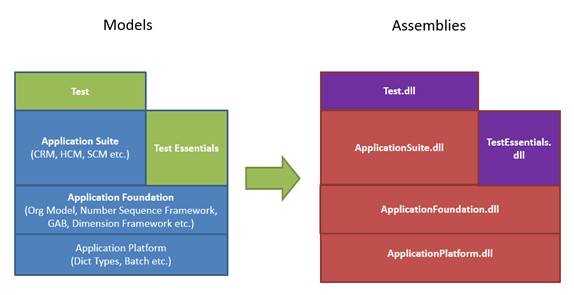 Models
Assemblies
Test
Application Suite
(CRM, HCM, SCM etc.)
Test Essentials
Application Foundation
(Org Model, Number Sequence Framework,
GAB, Dimension Framework etc.)
Application Platform
(Dict Types, Batch etc.)
Test.dll
ApplicationSuite.dll
TestEssentials.
dll
ApplicationFoundation.dll
ApplicationPlatform.dll